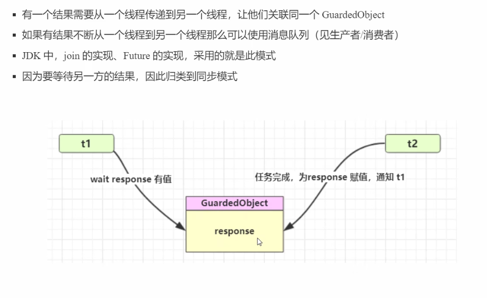 有一个结果需要从一个线程传递到另一个线程，让他们关联同一个 GuardedObject
如果有结果不断从一个线程到另一个线程那么可以使用消息队列（见生产者/消费者）
JDK 中，join 的实现、Future 的实现，采用的就是此模式
因为要等待另一方的结果，因此归类到同步模式
t1
t2
wait response 有值
任务完成，为response 赋值，通知 t1
GuardedObject
response